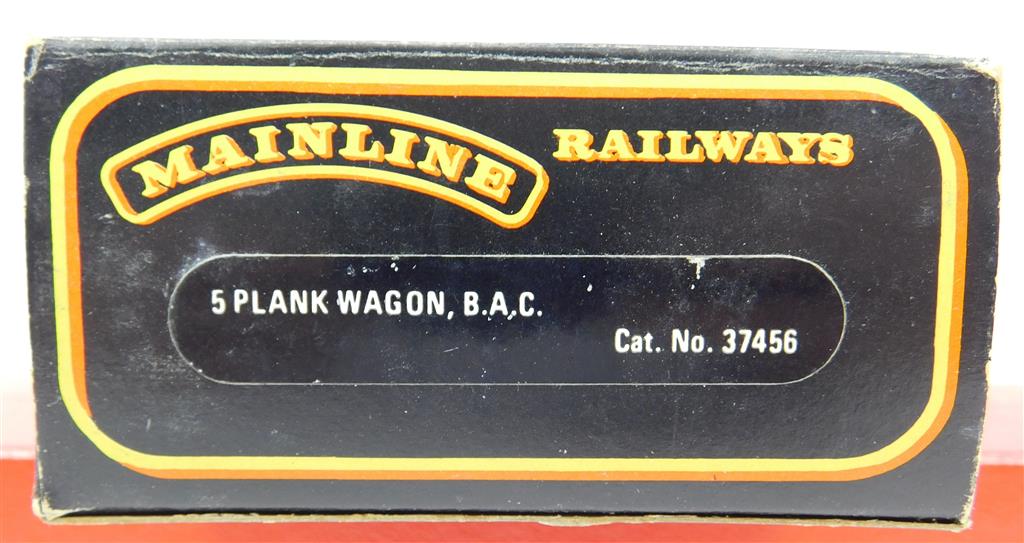 MAINLINE RAILWAYS
5 PLANK WAGON, B.A.C.
Cat. No. 37456